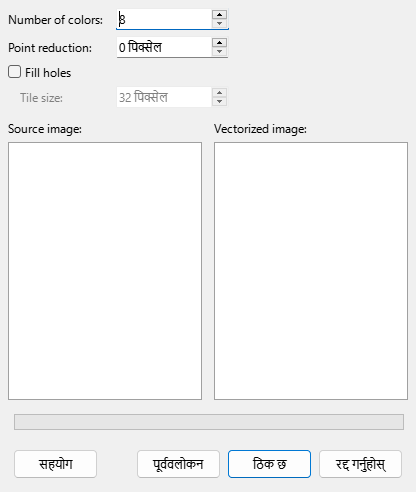 Number of colors: 8
Point reduction: 0 पिक्सेल
Fill holes
Tile size: 32 पिक्सेल
Source image: Vectorized image:
सहयोग पूर्ववलोकन ठिक छ रद्द गर्नुहोस्